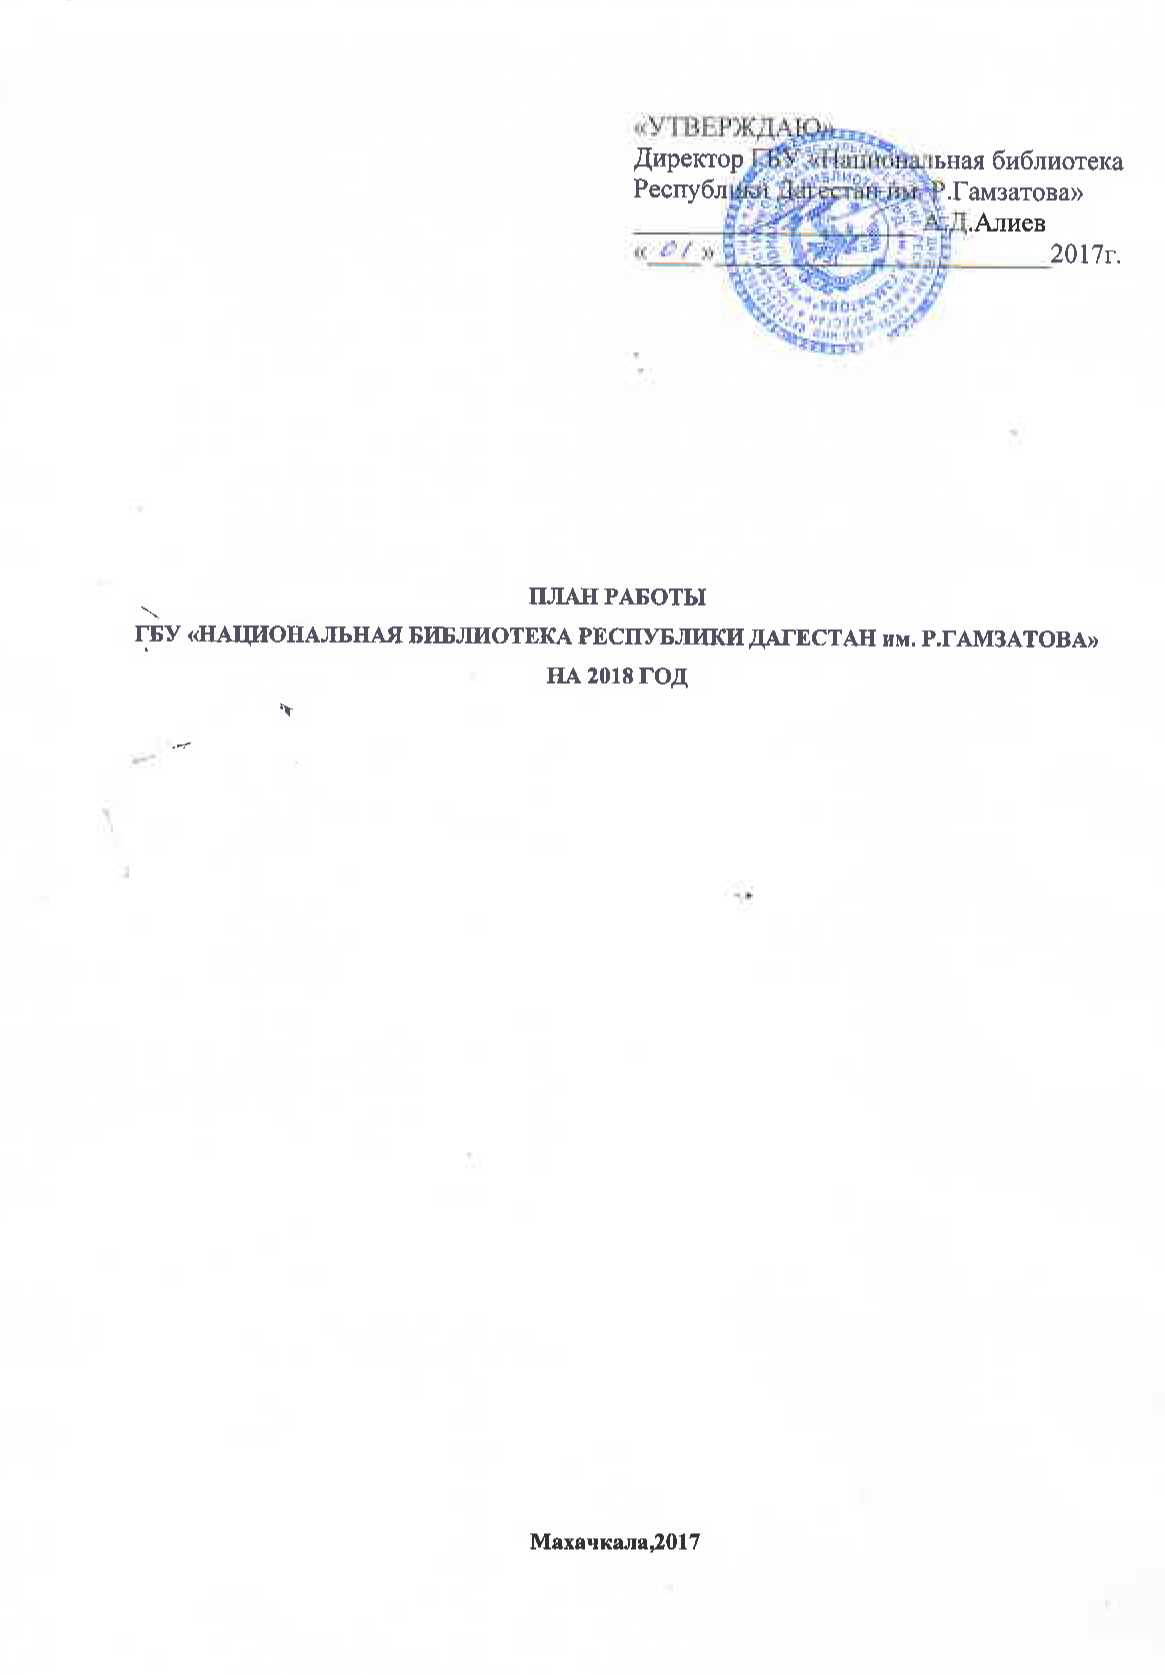 «УТВЕРЖДАЮ»
Директор ГБУ «Национальная библиотека
Республики Дагестан им. Р.Гамзатова»
А.Д.Алиев
« 01 » 2017г.
ПЛАН РАБОТЫ
ГБУ «НАЦИОНАЛЬНАЯ БИБЛИОТЕКА РЕСПУБЛИКИ ДАГЕСТАН им. Р.ГАМЗАТОВА»
НА 2018 ГОД
Махачкала,2017